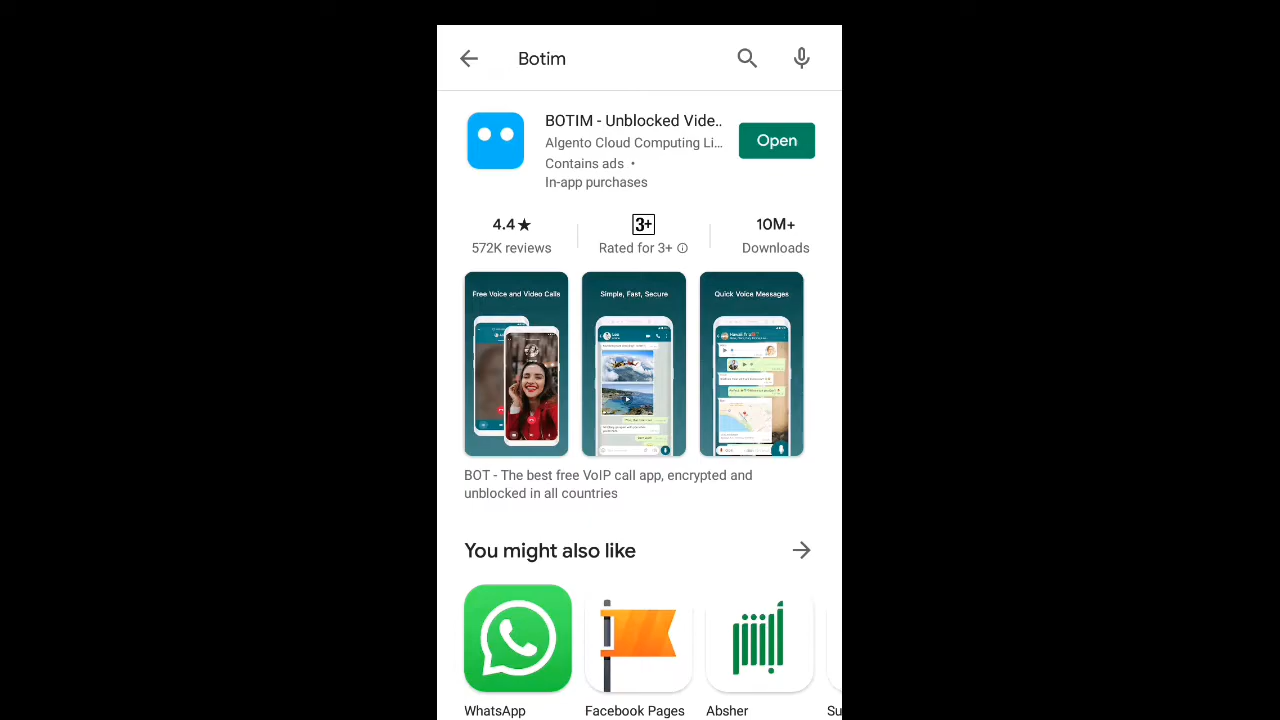 Botim
BOTIM - Unblocked Vide..
Algento Cloud Computing Li...
Contains ads •
In-app purchases
Open
4.4★
572K reviews
3+
Rated for 3+
10M+
Downloads
Free Voice and Video Calls
Simple, Fast, Secure
Quick Voice Messages
BOT - The best free VoIP call app, encrypted and
unblocked in all countries
You might also like
WhatsApp
Facebook Pages
Absher
Su